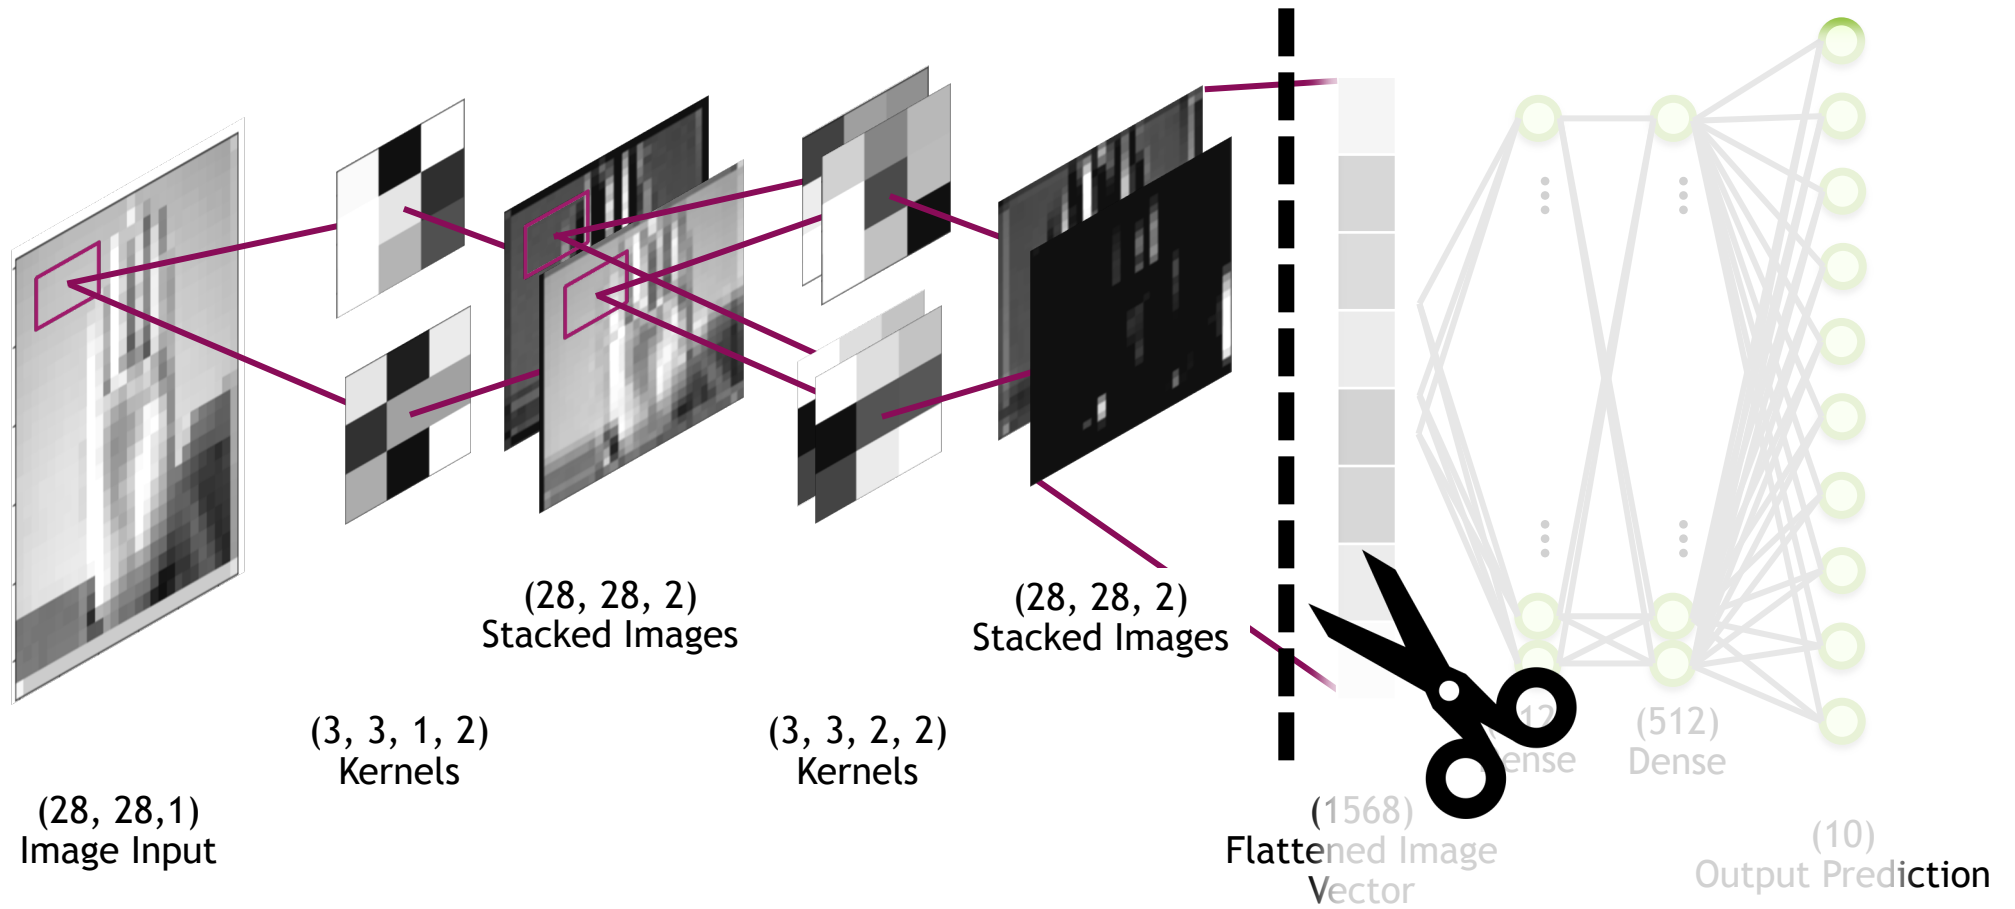 (28, 28, 2)
Stacked Images
(28, 28, 2)
Stacked Images
(3, 3, 1, 2)
Kernels
(3, 3, 2, 2)
Kernels
(512)
Dense
(28, 28,1)
Image Input
(1568)
Flattened Image
Vector
(10)
Output Prediction